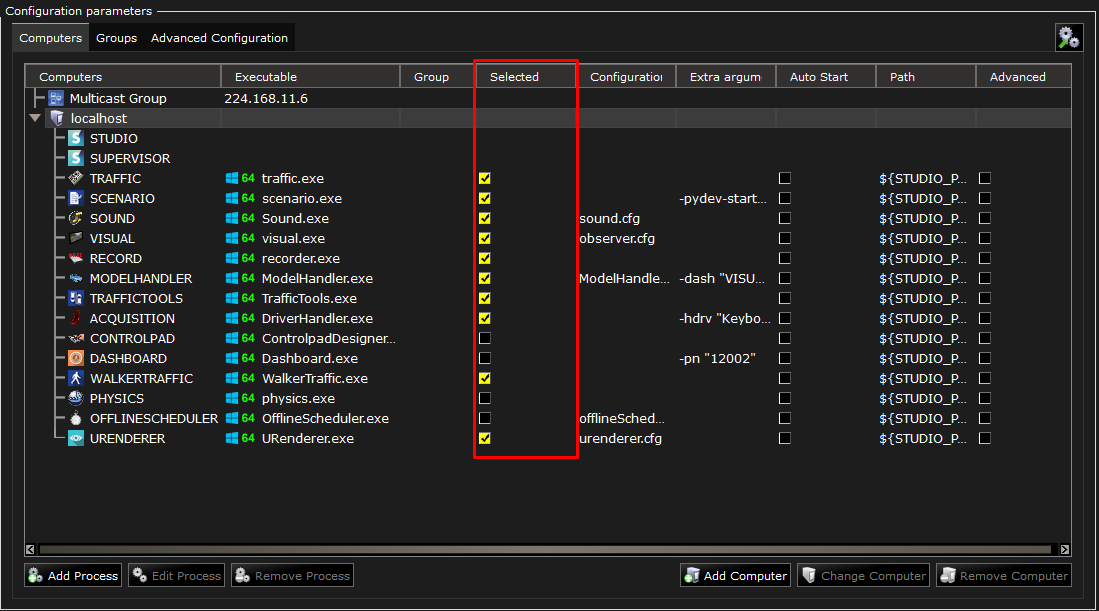 Configuration parameters
Computers Groups Advanced Configuration
Computers Executable Group Selected Configuration Extra argum Auto Start Path Advanced
Multicast Group 224.168.11.6
localhost
STUDIO
SUPERVISOR
TRAFFIC 64 traffic.exe ${STUDIO_P...
SCENARIO 64 scenario.exe -pydev-start... ${STUDIO_P...
SOUND 64 Sound.exe sound.cfg ${STUDIO_P...
VISUAL 64 visual.exe observer.cfg ${STUDIO_P...
RECORD 64 recorder.exe ${STUDIO_P...
MODELHANDLER 64 ModelHandler.exe ModelHandle... -dash "VISU... ${STUDIO_P...
TRAFFICTOOLS 64 TrafficTools.exe ${STUDIO_P...
ACQUISITION 64 DriverHandler.exe -hdrv "Keybo... ${STUDIO_P...
CONTROLPAD 64 ControlpadDesigner... ${STUDIO_P...
DASHBOARD 64 Dashboard.exe -pn "12002" ${STUDIO_P...
WALKERTRAFFIC 64 WalkerTraffic.exe ${STUDIO_P...
PHYSICS 64 physics.exe ${STUDIO_P...
OFFLINESCHEDULER 64 OfflineScheduler.exe offlineSched... ${STUDIO_P...
URENDERER 64 URenderer.exe urenderer.cfg ${STUDIO_P...
Add Process Edit Process Remove Process Add Computer Change Computer Remove Computer